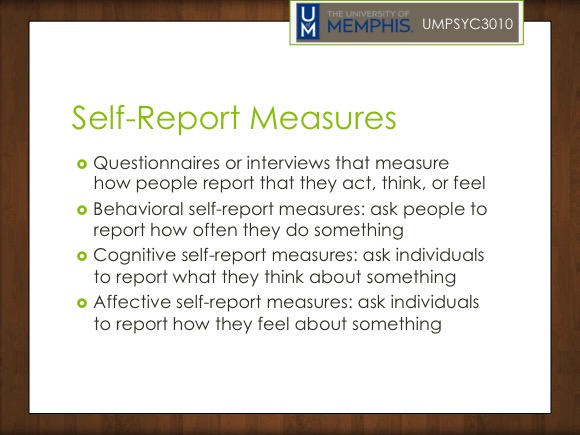 UM
THE UNIVERSITY OF
MEMPHIS.
UMPSYC3010
Self-Report Measures
Questionnaires or interviews that measure
how people report that they act, think, or feel
Behavioral self-report measures: ask people to
report how often they do something
Cognitive self-report measures: ask individuals
to report what they think about something
Affective self-report measures: ask individuals
to report how they feel about something